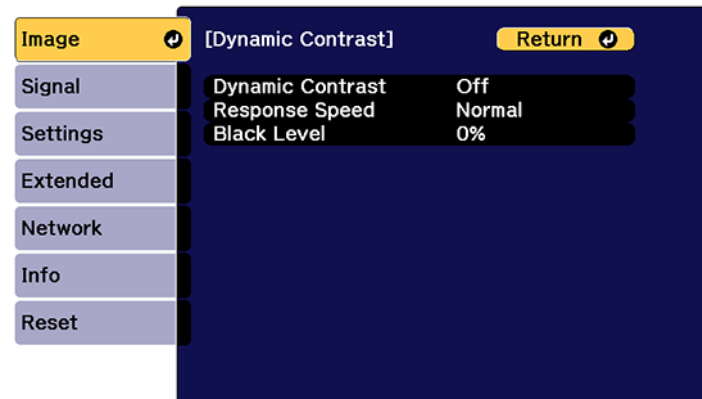 Image
Signal
Settings
Extended
Network
Info
Reset
[Dynamic Contrast] Return
Dynamic Contrast Off
Response Speed Normal
Black Level 0%